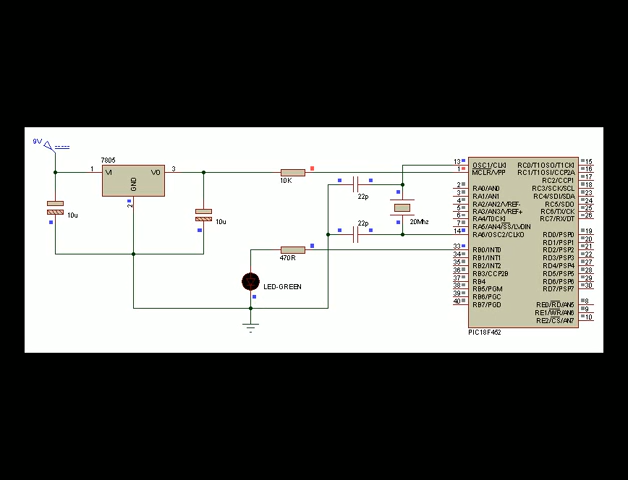 9V
7805
1
VI
VO
3
GND
2
10u
10u
10K
22p
22p
20Mhz
470R
LED-GREEN
13 OSC1/CLKI
1 MCLR/VPP
2 RA0/AN0
3 RA1/AN1
4 RA2/AN2/VREF-
5 RA3/AN3/VREF+
6 RA4/T0CKI
7 RA5/AN4/SS/LVDIN
14 RA6/OSC2/CLKO
33 RB0/INT0
34 RB1/INT1
35 RB2/INT2
36 RB3/CCP2B
37 RB4
38 RB5/PGM
39 RB6/PGC
40 RB7/PGD
RC0/T1OSO/T1CKI 15
RC1/T1OSI/CCP2A 16
RC2/CCP1 17
RC3/SCK/SCL 18
RC4/SDI/SDA 23
RC5/SDO 24
RC6/TX/CK 25
RC7/RX/DT 26
RD0/PSP0 19
RD1/PSP1 20
RD2/PSP2 21
RD3/PSP3 22
RD4/PSP4 27
RD5/PSP5 28
RD6/PSP6 29
RD7/PSP7 30
RE0/RD/AN5 8
RE1/WR/AN6 9
RE2/CS/AN7 10
PIC18F452